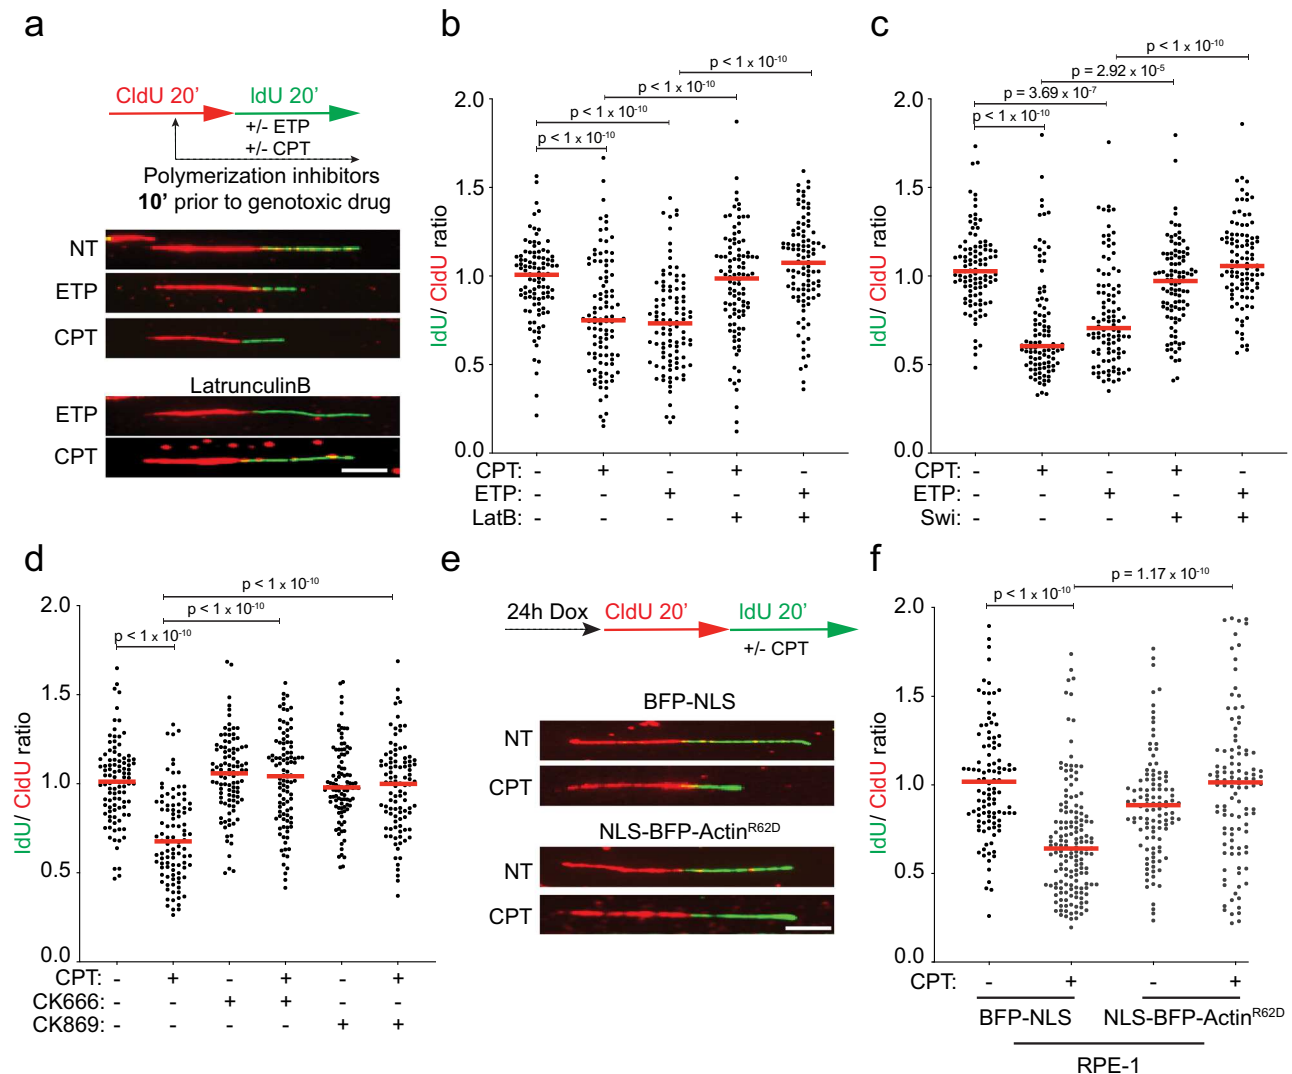 a
CldU 20’ IdU 20’
+/- ETP
+/- CPT
Polymerization inhibitors
10’ prior to genotoxic drug
NT
ETP
CPT
LatrunculinB
ETP
CPT
b
p < 1 x 10⁻¹⁰
p < 1 x 10⁻¹⁰
p < 1 x 10⁻¹⁰
p < 1 x 10⁻¹⁰
IdU/ CldU ratio
2.0
1.5
1.0
0.5
0.0
CPT: - + - + -
ETP: - - + - +
LatB: - - - + +
c
p < 1 x 10⁻¹⁰
p = 2.92 x 10⁻⁵
p = 3.69 x 10⁻⁷
p < 1 x 10⁻¹⁰
IdU/ CldU ratio
2.0
1.5
1.0
0.5
0.0
CPT: - + - + -
ETP: - - + - +
Swi: - - - + +
d
p < 1 x 10⁻¹⁰
p < 1 x 10⁻¹⁰
p < 1 x 10⁻¹⁰
IdU/ CldU ratio
2.0
1.5
1.0
0.5
0.0
CPT: - + - + - +
CK666: - - + + - -
CK869: - - - - + +
e
24h Dox CldU 20’ IdU 20’
+/- CPT
BFP-NLS
NT
CPT
NLS-BFP-Actinᴿ⁶²ᴰ
NT
CPT
f
p = 1.17 x 10⁻¹⁰
p < 1 x 10⁻¹⁰
IdU/ CldU ratio
2.0
1.5
1.0
0.5
0.0
CPT: - + - +
BFP-NLS NLS-BFP-Actinᴿ⁶²ᴰ
RPE-1